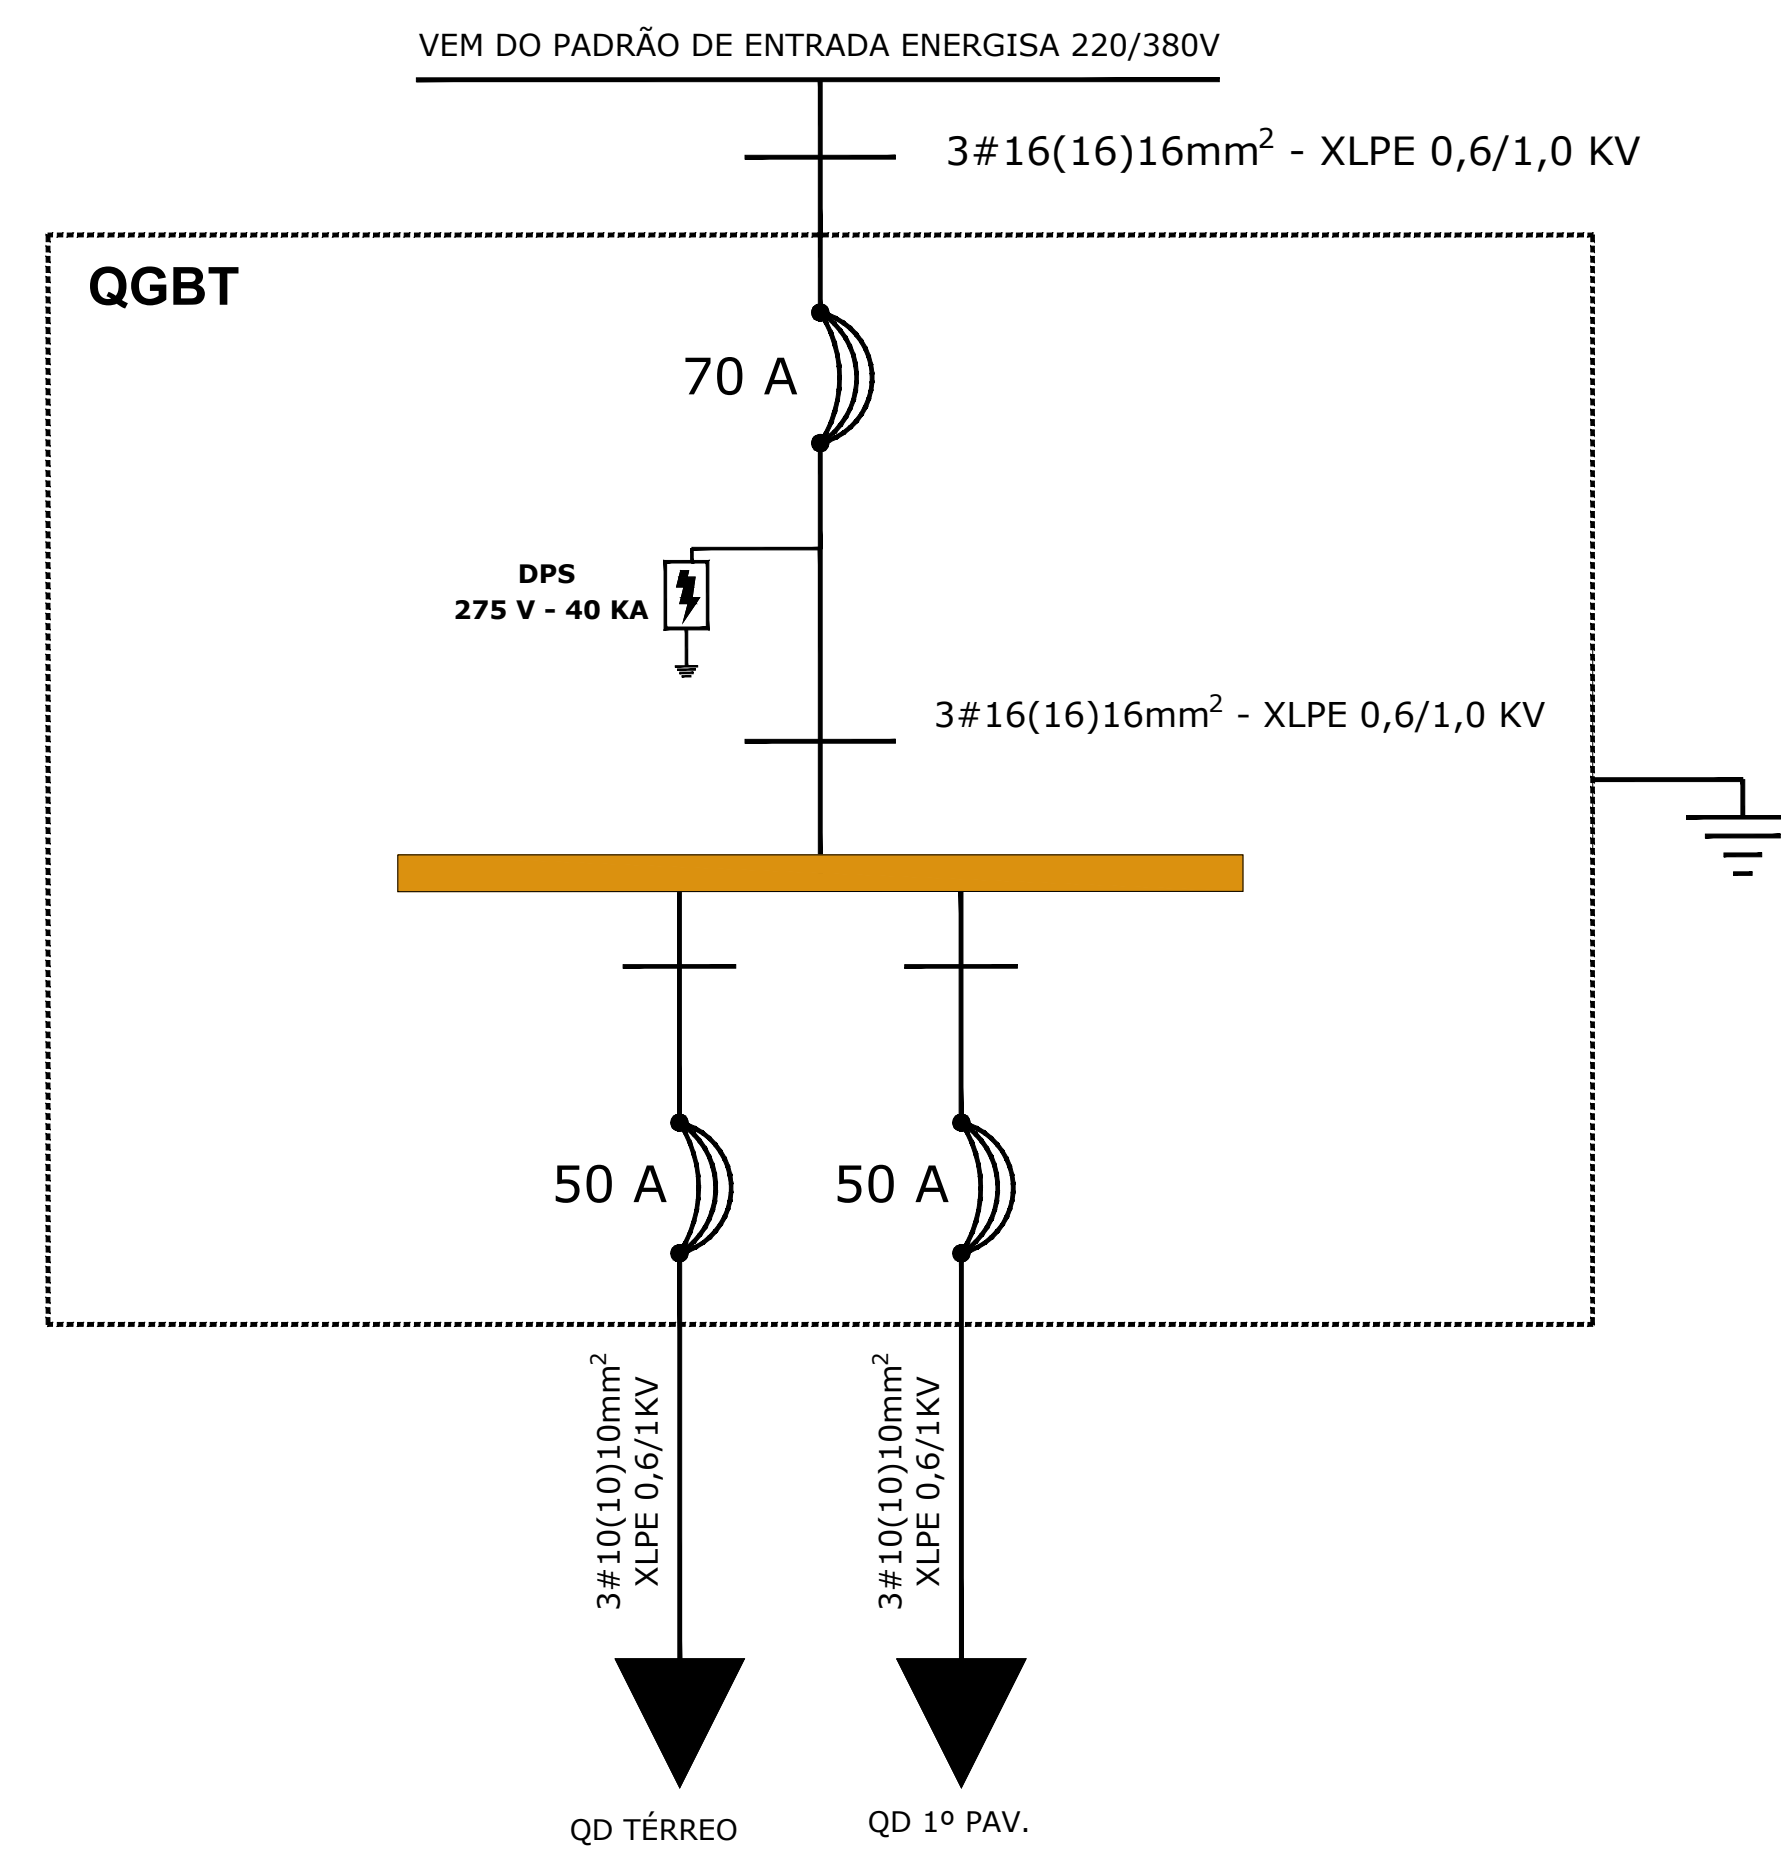 VEM DO PADRÃO DE ENTRADA ENERGISA 220/380V
3#16(16)16mm² - XLPE 0,6/1,0 KV
QGBT
70 A
DPS
275 V - 40 KA
3#16(16)16mm² - XLPE 0,6/1,0 KV
50 A
50 A
3#10(10)10mm²
XLPE 0,6/1KV
3#10(10)10mm²
XLPE 0,6/1KV
QD TÉRREO
QD 1º PAV.